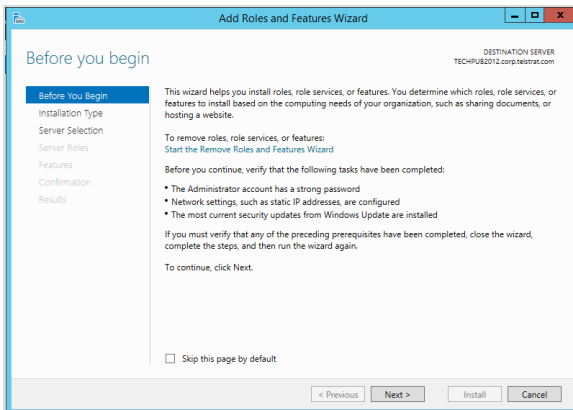 Add Roles and Features Wizard
Before you begin
DESTINATION SERVER
TECHPUB2012.corp.telstrat.com
Before You Begin
Installation Type
Server Selection
Server Roles
Features
Confirmation
Results
This wizard helps you install roles, role services, or features. You determine which roles, role services, or
features to install based on the computing needs of your organization, such as sharing documents, or
hosting a website.
To remove roles, role services, or features:
Start the Remove Roles and Features Wizard
Before you continue, verify that the following tasks have been completed:
• The Administrator account has a strong password
• Network settings, such as static IP addresses, are configured
• The most current security updates from Windows Update are installed
If you must verify that any of the preceding prerequisites have been completed, close the wizard,
complete the steps, and then run the wizard again.
To continue, click Next.
Skip this page by default
< Previous Next > Install Cancel